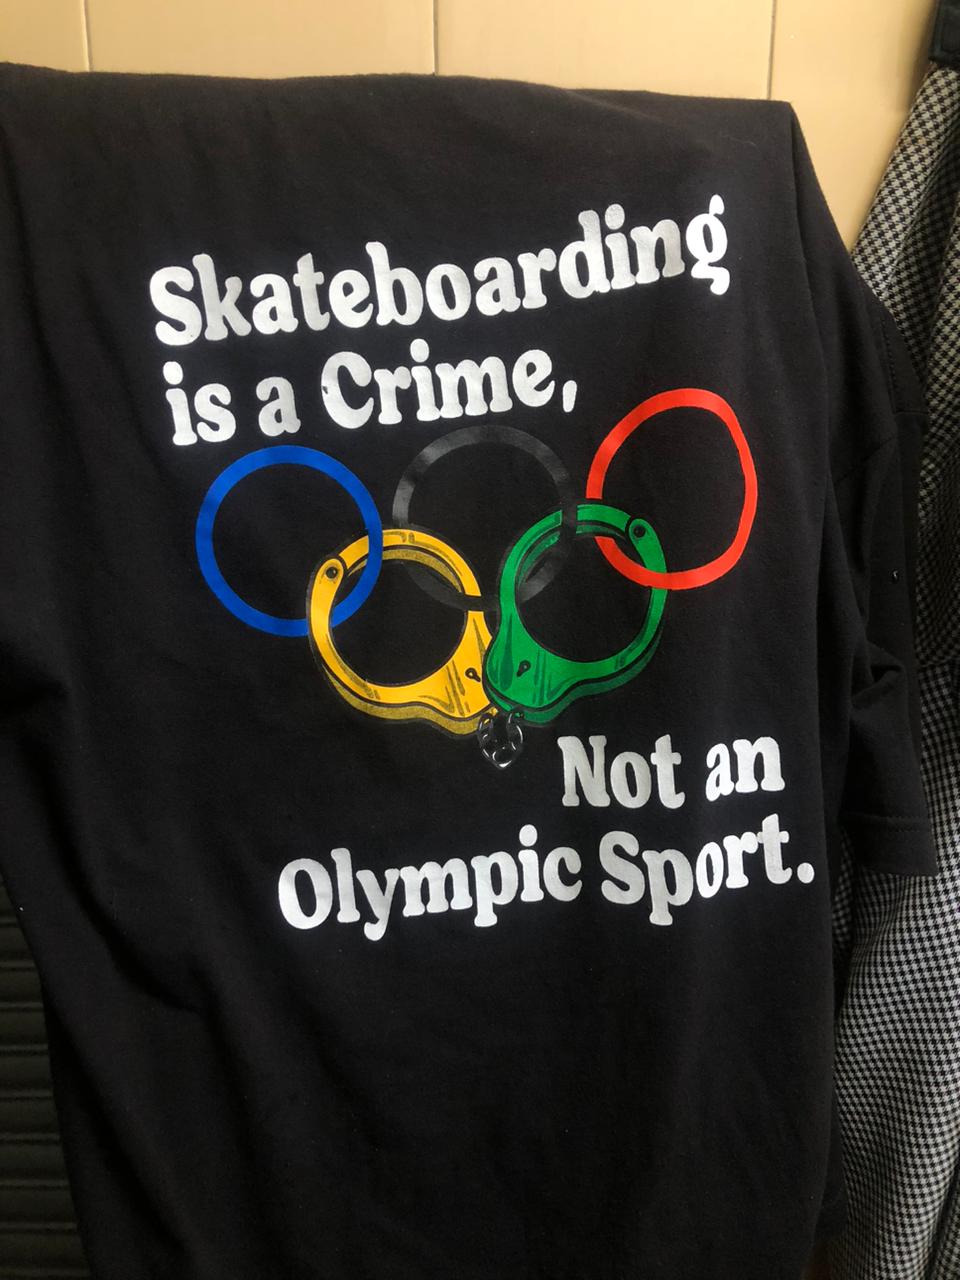 Skateboarding
is a Crime,
Not an
Olympic Sport.